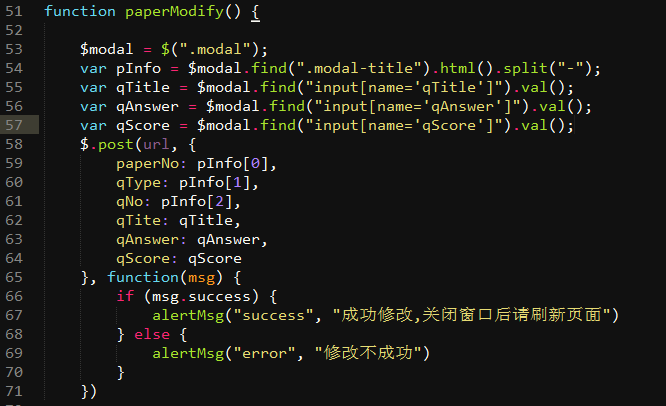 51 function paperModify() {
52
53 $modal = $(".modal");
54 var pInfo = $modal.find(".modal-title").html().split("-");
55 var qTitle = $modal.find("input[name='qTitle']").val();
56 var qAnswer = $modal.find("input[name='qAnswer']").val();
57 var qScore = $modal.find("input[name='qScore']").val();
58 $.post(url, {
59 paperNo: pInfo[0],
60 qType: pInfo[1],
61 qNo: pInfo[2],
62 qTite: qTitle,
63 qAnswer: qAnswer,
64 qScore: qScore
65 }, function(msg) {
66 if (msg.success) {
67 alertMsg("success", "成功修改,关闭窗口后请刷新页面")
68 } else {
69 alertMsg("error", "修改不成功")
70 }
71 })